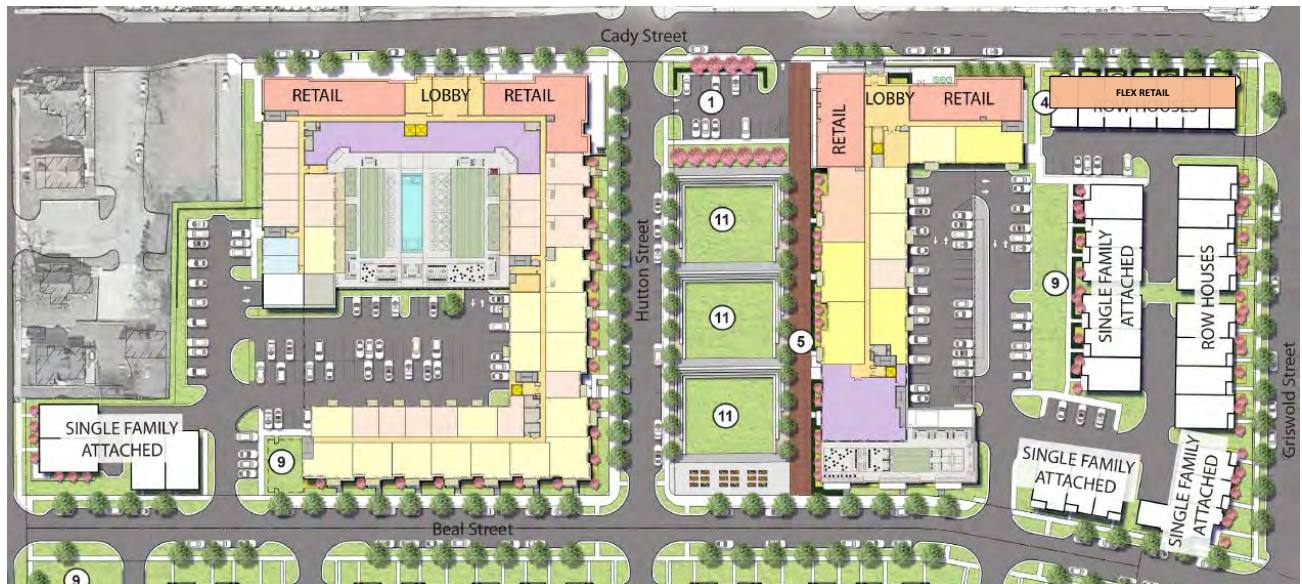 Cady Street
RETAIL
LOBBY
RETAIL
1
RETAIL
LOBBY
RETAIL
4
FLEX RETAIL
ROW HOUSES
11
Hutton Street
11
5
9
SINGLE FAMILY
ATTACHED
ROW HOUSES
Griswold Street
11
SINGLE FAMILY
ATTACHED
9
SINGLE FAMILY
ATTACHED
SINGLE FAMILY
ATTACHED
Beal Street
9